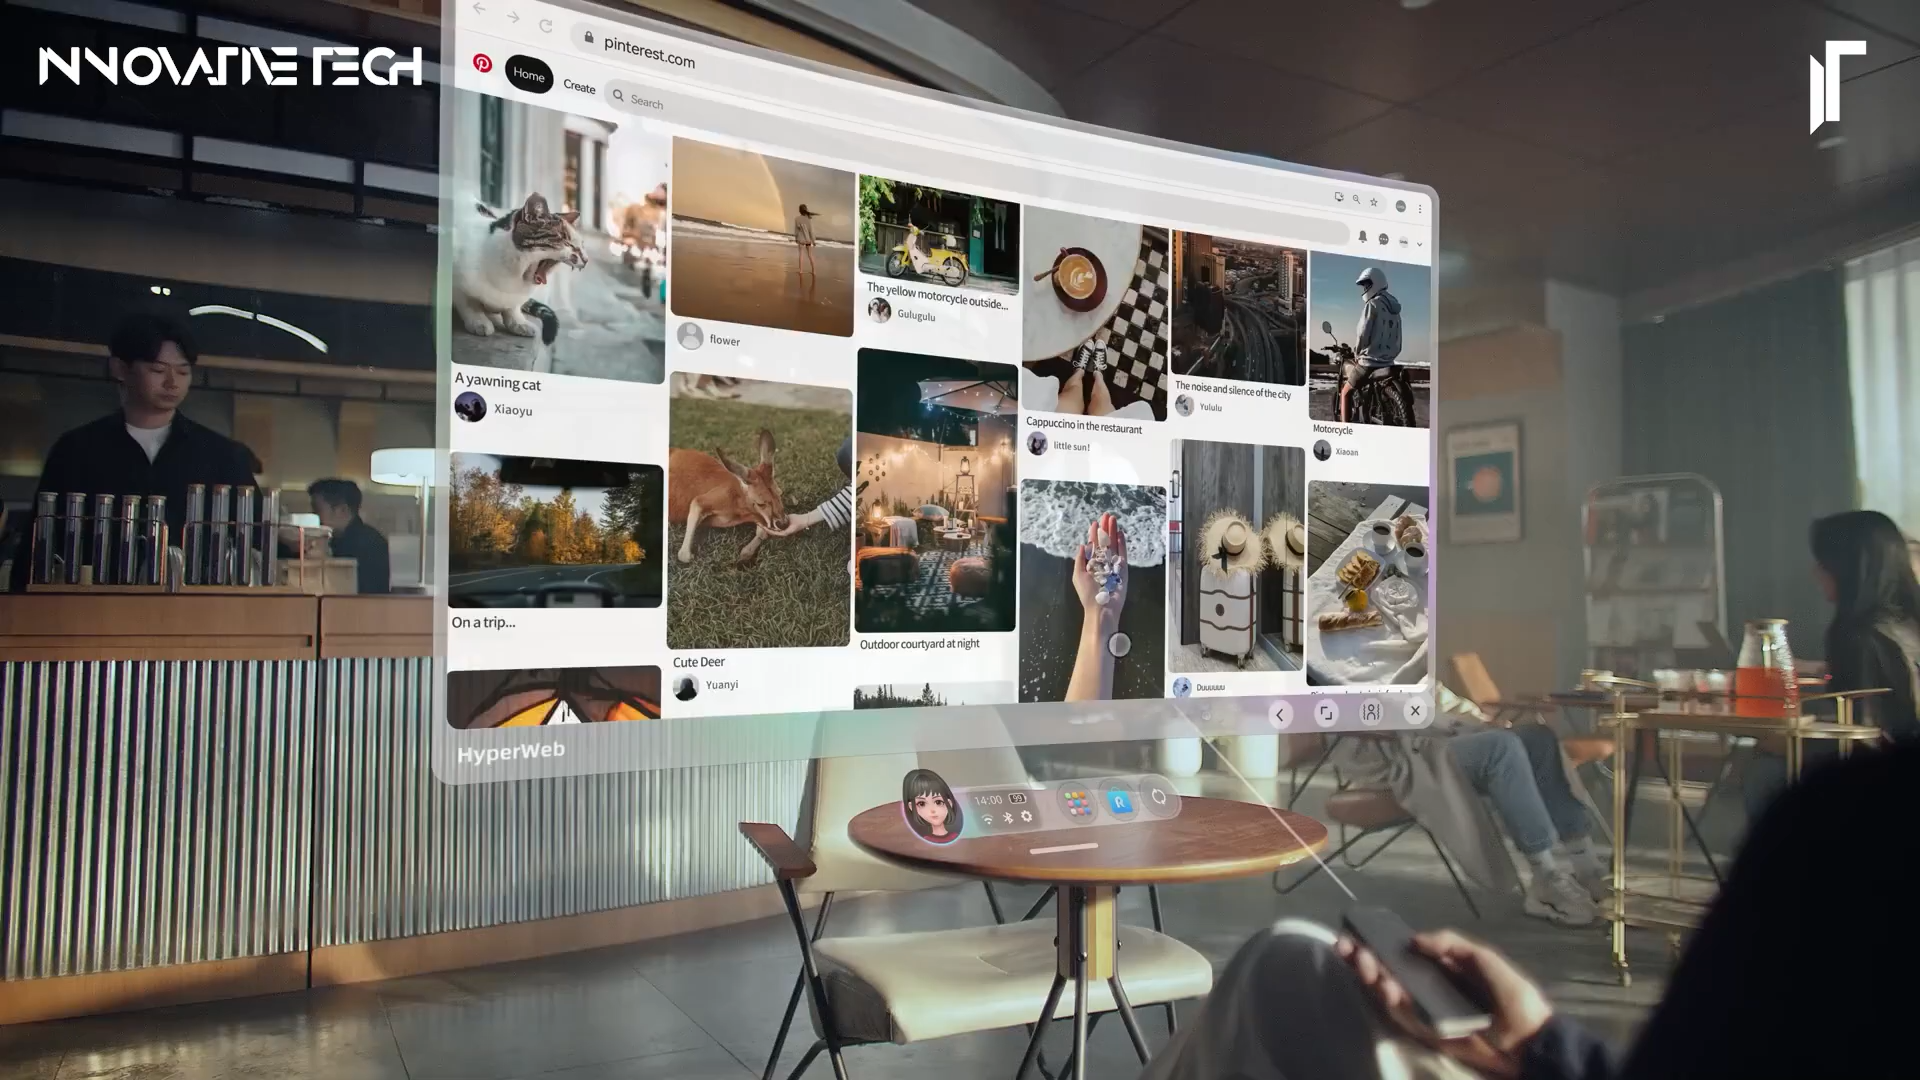 INNOVATIVE TECH
pinterest.com
Home
Create
Search
A yawning cat
Xiaoyu
On a trip...
flower
Cute Deer
Yuanyi
The yellow motorcycle outside...
Gulugulu
Outdoor courtyard at night
Cappuccino in the restaurant
little sun!
The noise and silence of the city
Yululu
Duuuuuu
Motorcycle
Xiaoan
HyperWeb
14:00
99
R